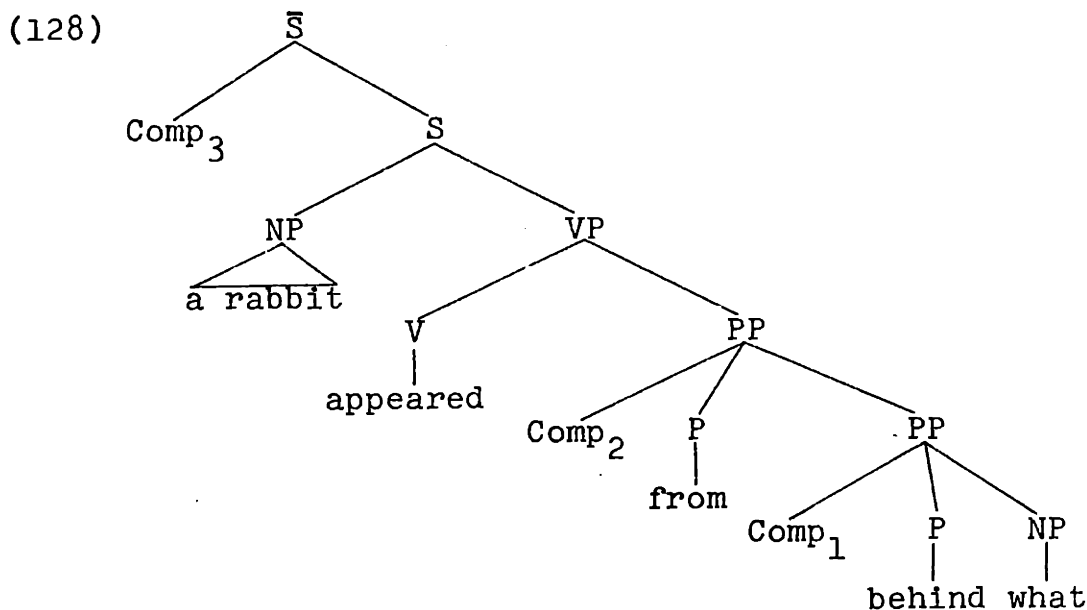 (128) S̄
Comp₃ S
NP VP
a rabbit
V PP
appeared
Comp₂ P PP
from
Comp₁ P NP
behind what